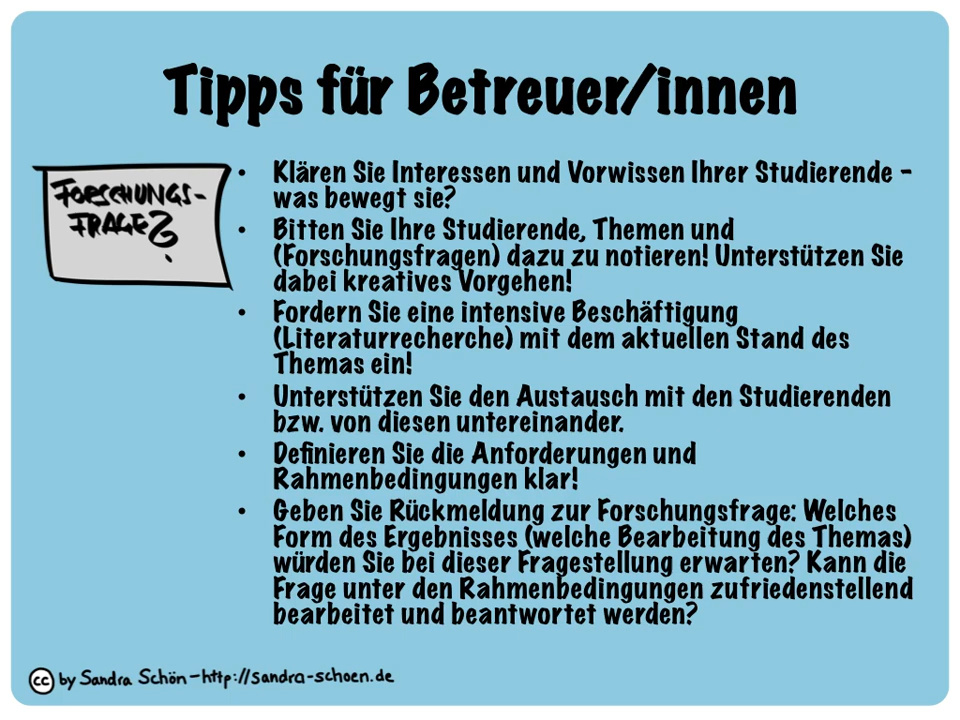 Tipps für Betreuer/innen
FORSCHUNGS-
FRAGE?
• Klären Sie Interessen und Vorwissen Ihrer Studierende -
was bewegt sie?
• Bitten Sie Ihre Studierende, Themen und
(Forschungsfragen) dazu zu notieren! Unterstützen Sie
dabei kreatives Vorgehen!
• Fordern Sie eine intensive Beschäftigung
(Literaturrecherche) mit dem aktuellen Stand des
Themas ein!
• Unterstützen Sie den Austausch mit den Studierenden
bzw. von diesen untereinander.
• Definieren Sie die Anforderungen und
Rahmenbedingungen klar!
• Geben Sie Rückmeldung zur Forschungsfrage: Welches
Form des Ergebnisses (welche Bearbeitung des Themas)
würden Sie bei dieser Fragestellung erwarten? Kann die
Frage unter den Rahmenbedingungen zufriedenstellend
bearbeitet und beantwortet werden?
cc by Sandra Schön - http://sandra-schoen.de